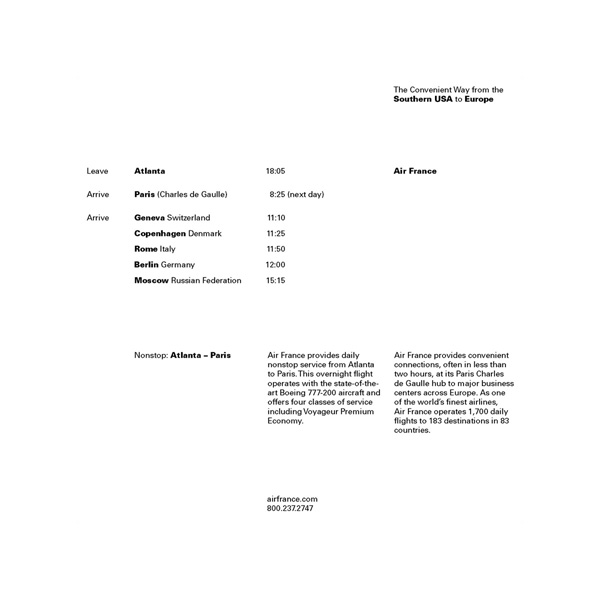 The Convenient Way from the
Southern USA to Europe
Leave Atlanta 18:05 Air France
Arrive Paris (Charles de Gaulle) 8:25 (next day)
Arrive Geneva Switzerland 11:10
Copenhagen Denmark 11:25
Rome Italy 11:50
Berlin Germany 12:00
Moscow Russian Federation 15:15
Nonstop: Atlanta – Paris
Air France provides daily
nonstop service from Atlanta
to Paris. This overnight flight
operates with the state-of-the-
art Boeing 777-200 aircraft and
offers four classes of service
including Voyageur Premium
Economy.
Air France provides convenient
connections, often in less than
two hours, at its Paris Charles
de Gaulle hub to major business
centers across Europe. As one
of the world's finest airlines,
Air France operates 1,700 daily
flights to 183 destinations in 83
countries.
airfrance.com
800.237.2747